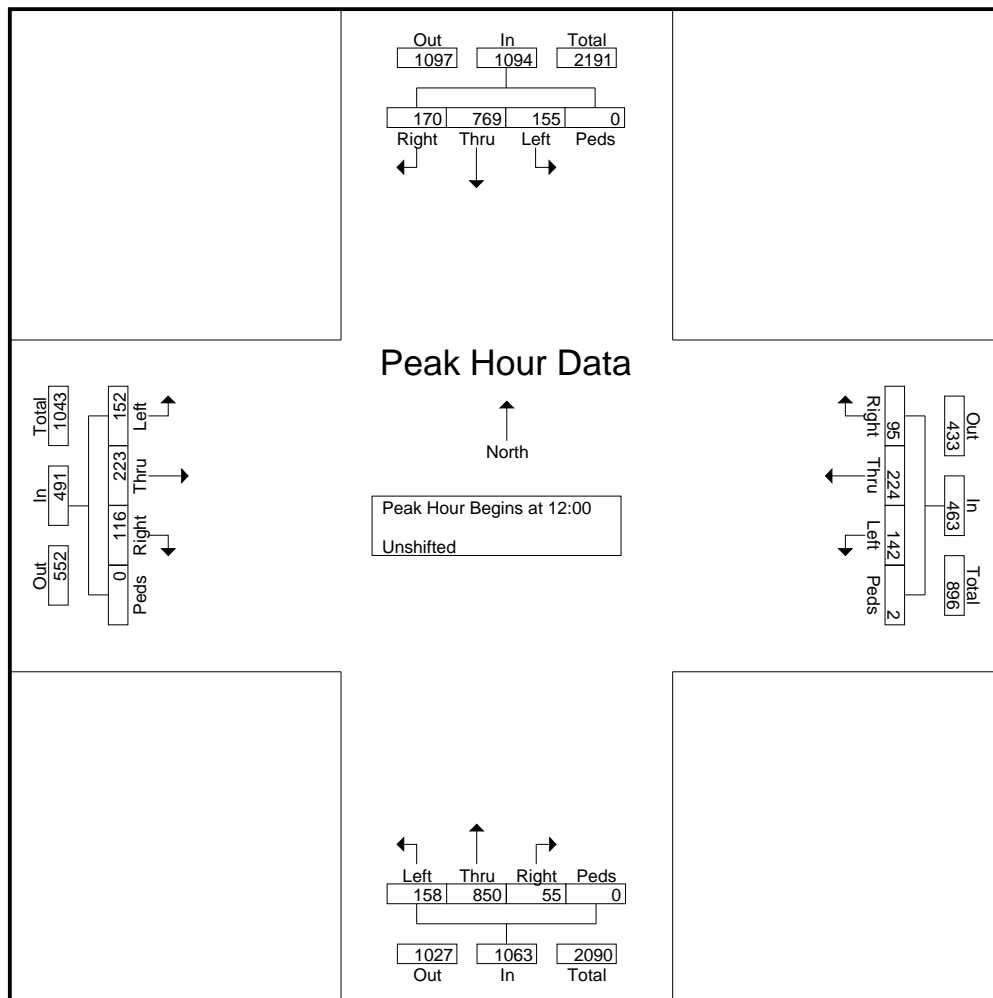 Out In Total
1097 1094 2191
170 769 155 0
Right Thru Left Peds
Peak Hour Data
North
Peak Hour Begins at 12:00
Unshifted
Total In Out
1043 491 552
152 223 116 0
Left Thru Right Peds
Out In Total
433 463 896
95 224 142 2
Right Thru Left Peds
Left Thru Right Peds
158 850 55 0
1027 1063 2090
Out In Total